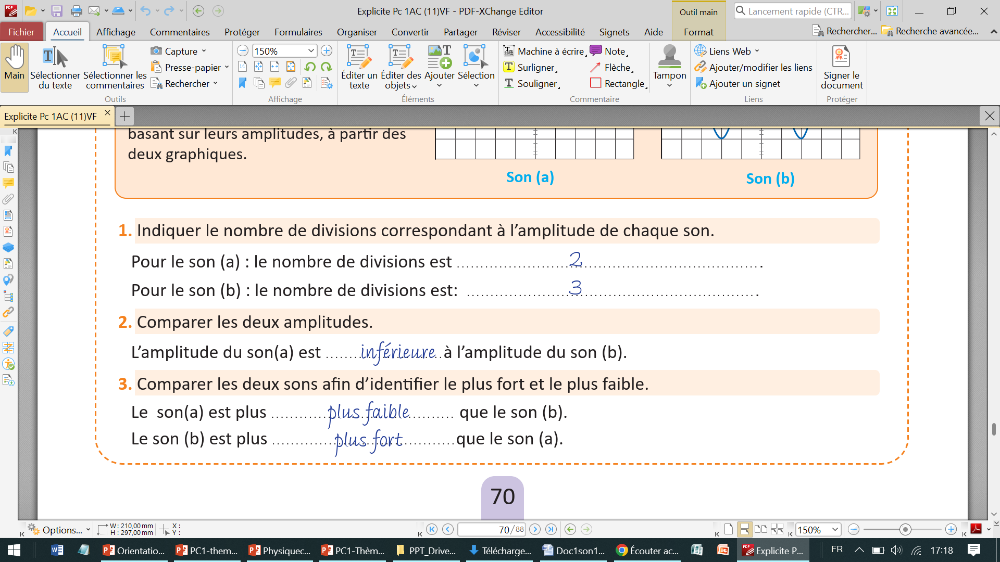 Explicite Pc 1AC (11)VF - PDF-XChange Editor
Outil main
Lancement rapide (CTR...
Fichier Accueil Affichage Commentaires Protéger Formulaires Organiser Convertir Partager Réviser Accessibilité Signets Aide Format Rechercher... Recherche avancée...
Main
Sélectionner du texte
Sélectionner les commentaires
Capture
Presse-papier
Rechercher
Outils
150%
Affichage
Éditer un texte
Éditer des objets
Ajouter
Sélection
Éléments
Machine à écrire
Surligner
Souligner
Note
Flèche
Rectangle
Tampon
Commentaire
Liens Web
Ajouter/modifier les liens
Ajouter un signet
Liens
Signer le document
Protéger
Explicite Pc 1AC (11)VF
basant sur leurs amplitudes, à partir des
deux graphiques.
Son (a) Son (b)
1. Indiquer le nombre de divisions correspondant à l’amplitude de chaque son.
Pour le son (a) : le nombre de divisions est 2 .
Pour le son (b) : le nombre de divisions est: 3 .
2. Comparer les deux amplitudes.
L’amplitude du son(a) est inférieure à l’amplitude du son (b).
3. Comparer les deux sons afin d’identifier le plus fort et le plus faible.
Le son(a) est plus plus faible que le son (b).
Le son (b) est plus plus fort que le son (a).
70
Options... W : 210,00 mm X :
H : 297,00 mm Y :
70 / 88
150%
Orientatio... PC1-them... Physiquec... PC1-Thèm... PPT_Drive... Télécharge... Doc1son1... Écouter ac... Explicite P... FR 17:18